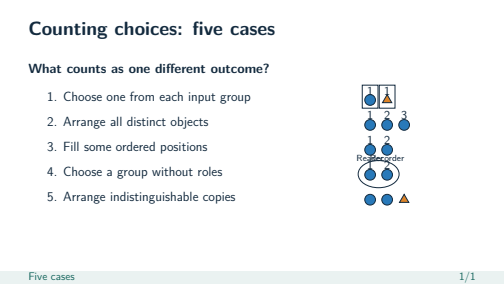 Counting choices: five cases
What counts as one different outcome?
1. Choose one from each input group
1 1
2. Arrange all distinct objects
1 2 3
3. Fill some ordered positions
1 2
4. Choose a group without roles
1 2
5. Arrange indistinguishable copies
Five cases
1/1